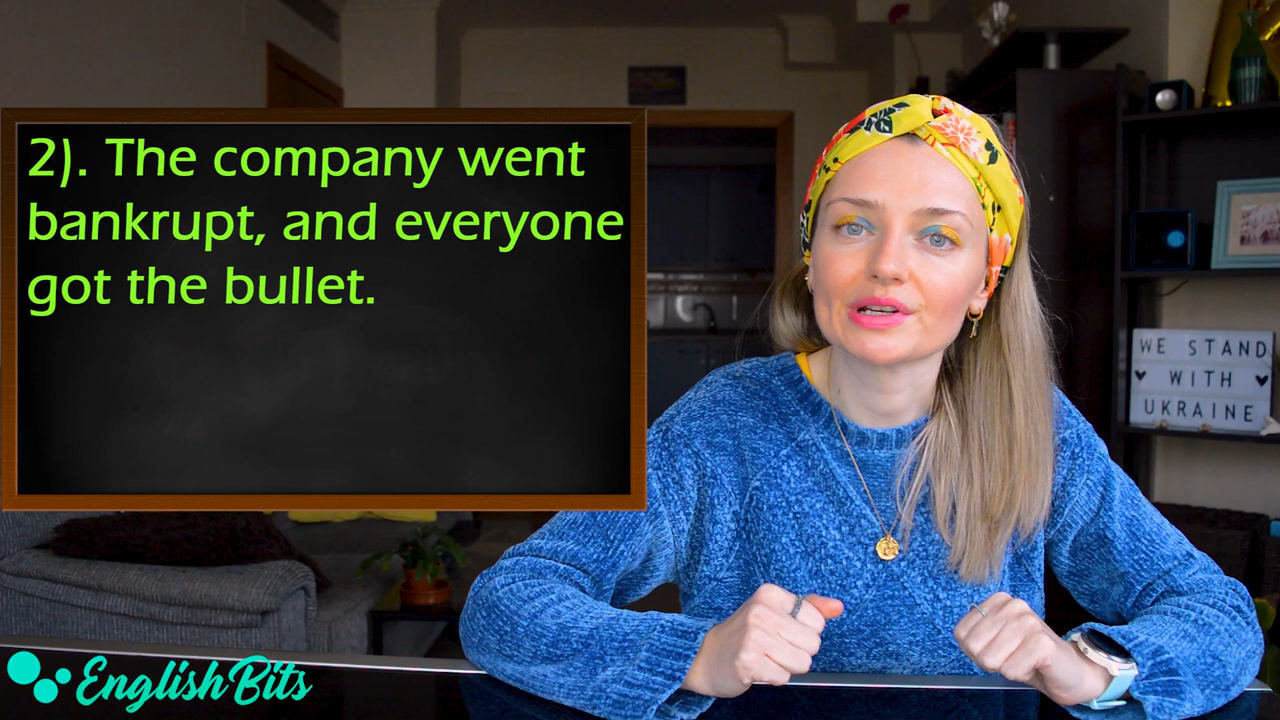 2). The company went
bankrupt, and everyone
got the bullet.
WE STAND
WITH
UKRAINE
EnglishBits